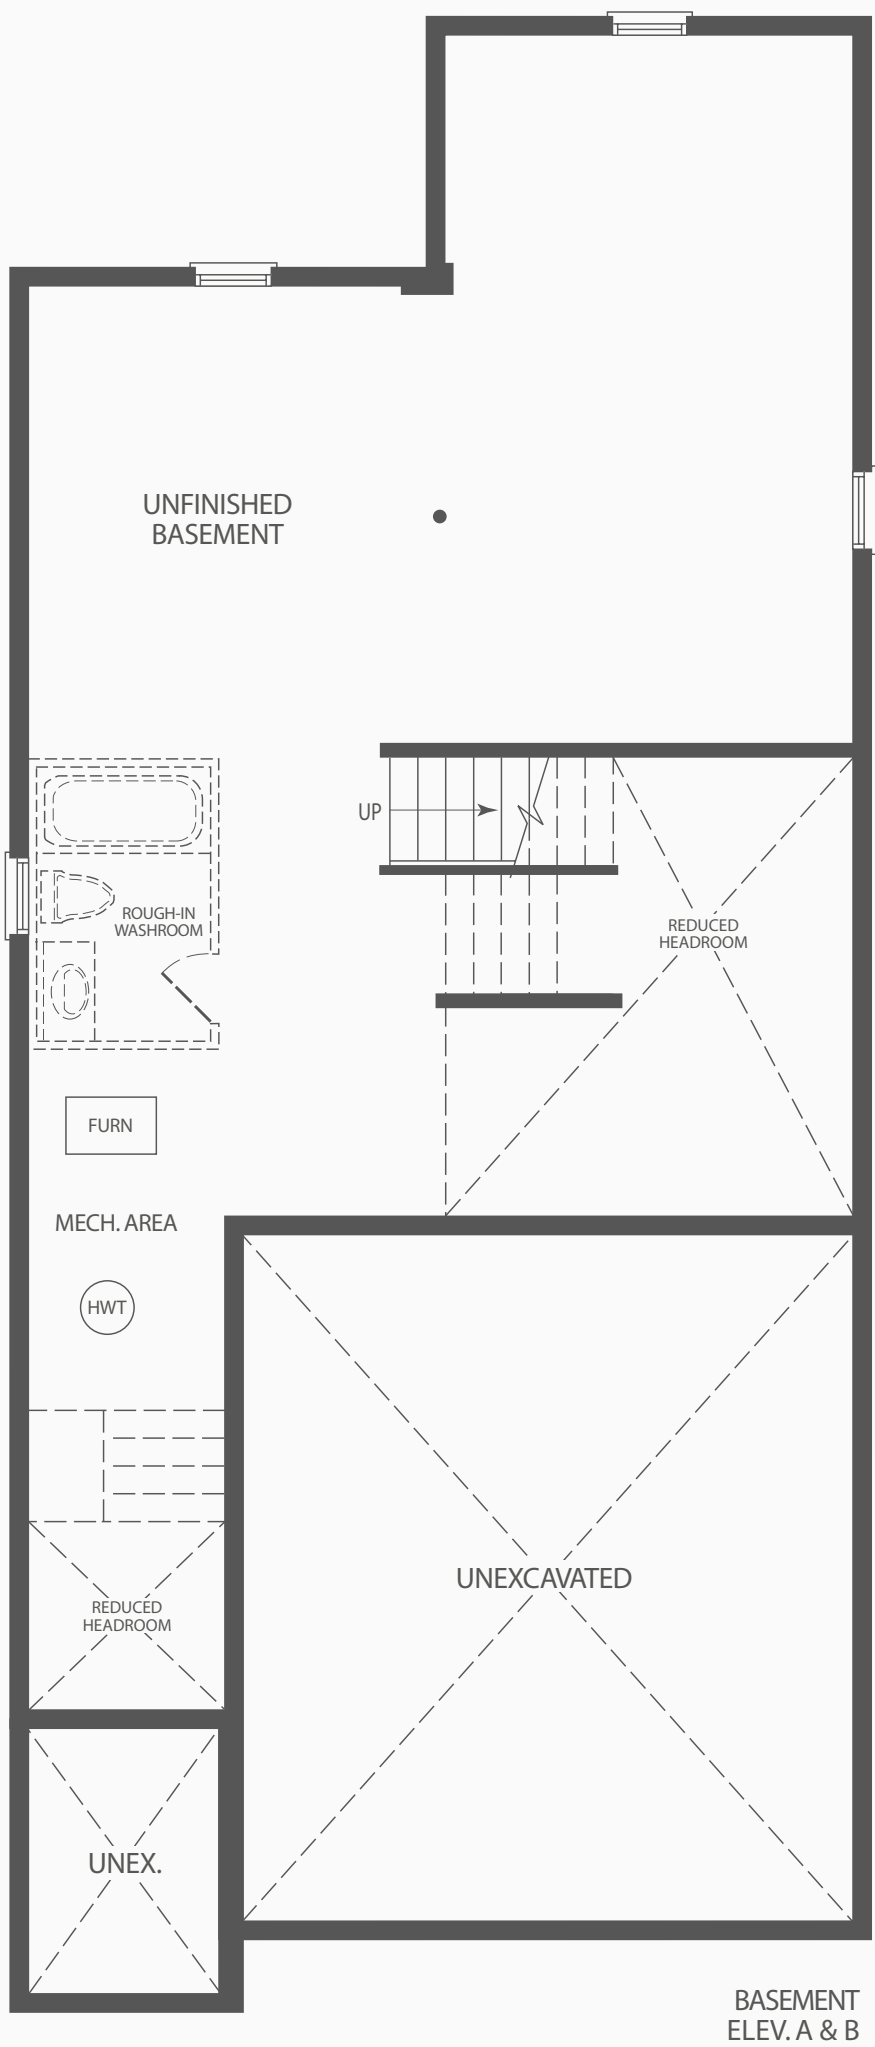 UNFINISHED
BASEMENT
UP
ROUGH-IN
WASHROOM
REDUCED
HEADROOM
FURN
MECH. AREA
HWT
UNEXCAVATED
REDUCED
HEADROOM
UNEX.
BASEMENT
ELEV. A & B